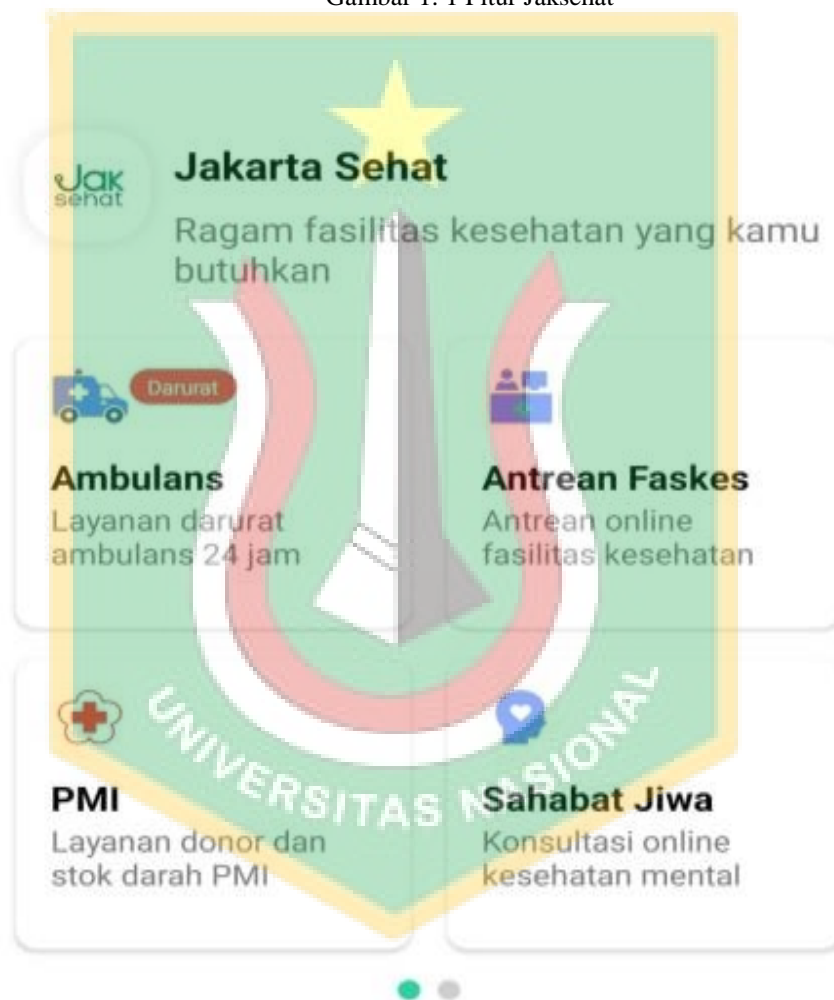 Gambar 1. 1 Fitur Jaksehat
Jak
sehat
Jakarta Sehat
Ragam fasilitas kesehatan yang kamu
butuhkan
Darurat
Ambulans
Layanan darurat
ambulans 24 jam
Antrean Faskes
Antrean online
fasilitas kesehatan
PMI
Layanan donor dan
stok darah PMI
Sahabat Jiwa
Konsultasi online
kesehatan mental
UNIVERSITAS NASIONAL